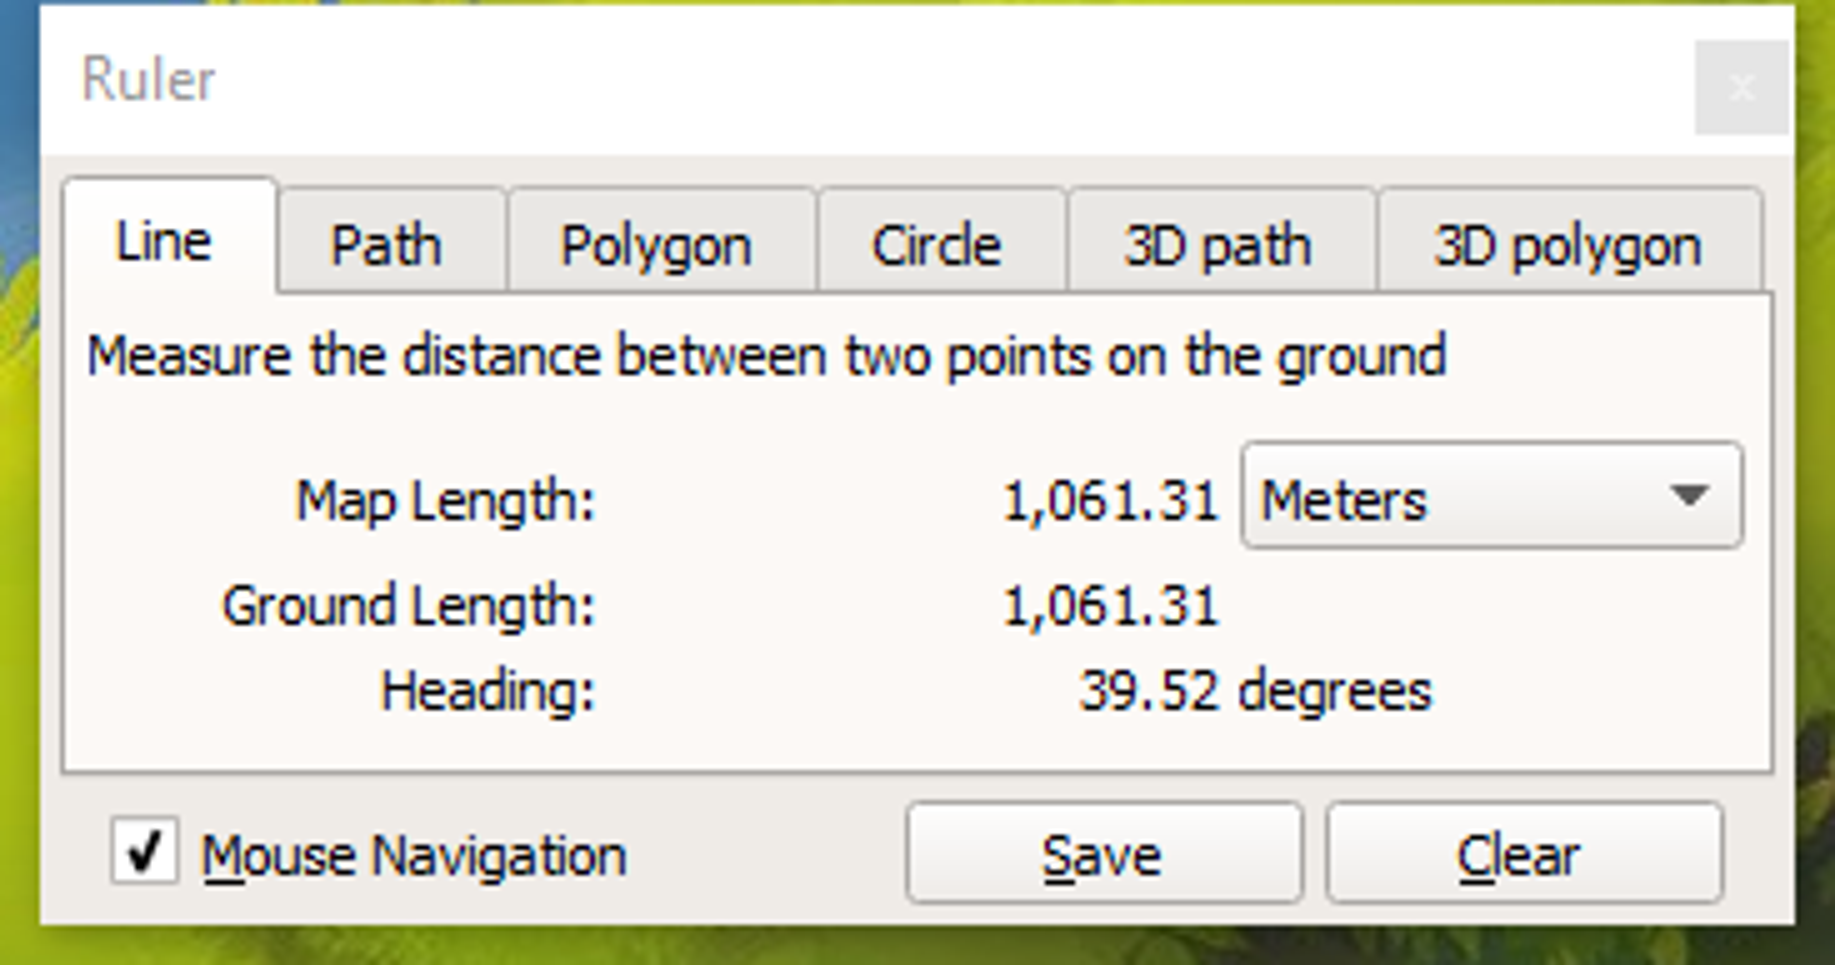 Ruler
x
Line Path Polygon Circle 3D path 3D polygon
Measure the distance between two points on the ground
Map Length: 1,061.31 Meters
Ground Length: 1,061.31
Heading: 39.52 degrees
Mouse Navigation Save Clear